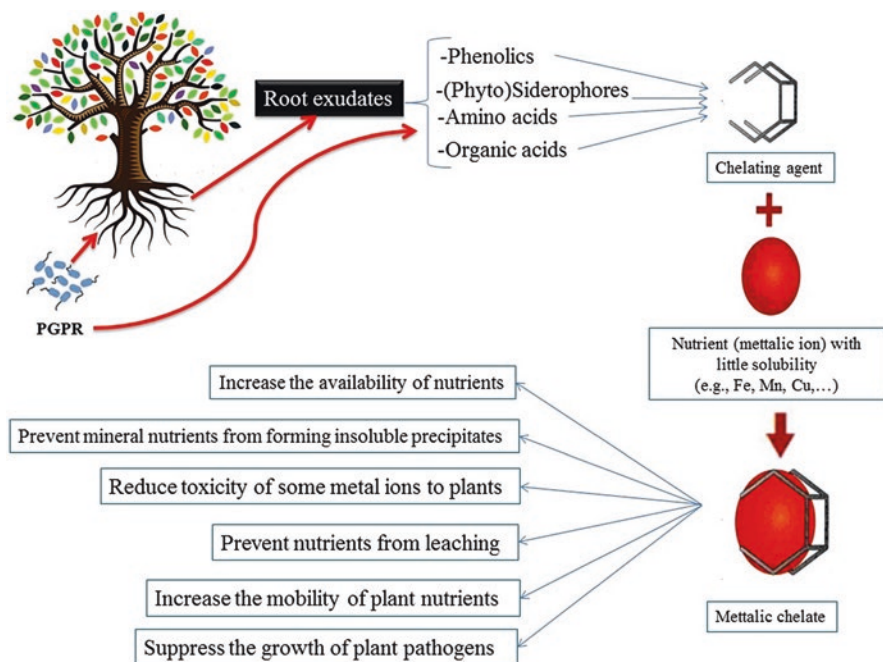 Root exudates
-Phenolics
-(Phyto)Siderophores
-Amino acids
-Organic acids
Chelating agent
PGPR
Nutrient (mettalic ion) with
little solubility
(e.g., Fe, Mn, Cu,...)
Increase the availability of nutrients
Prevent mineral nutrients from forming insoluble precipitates
Reduce toxicity of some metal ions to plants
Prevent nutrients from leaching
Increase the mobility of plant nutrients
Suppress the growth of plant pathogens
Mettalic chelate